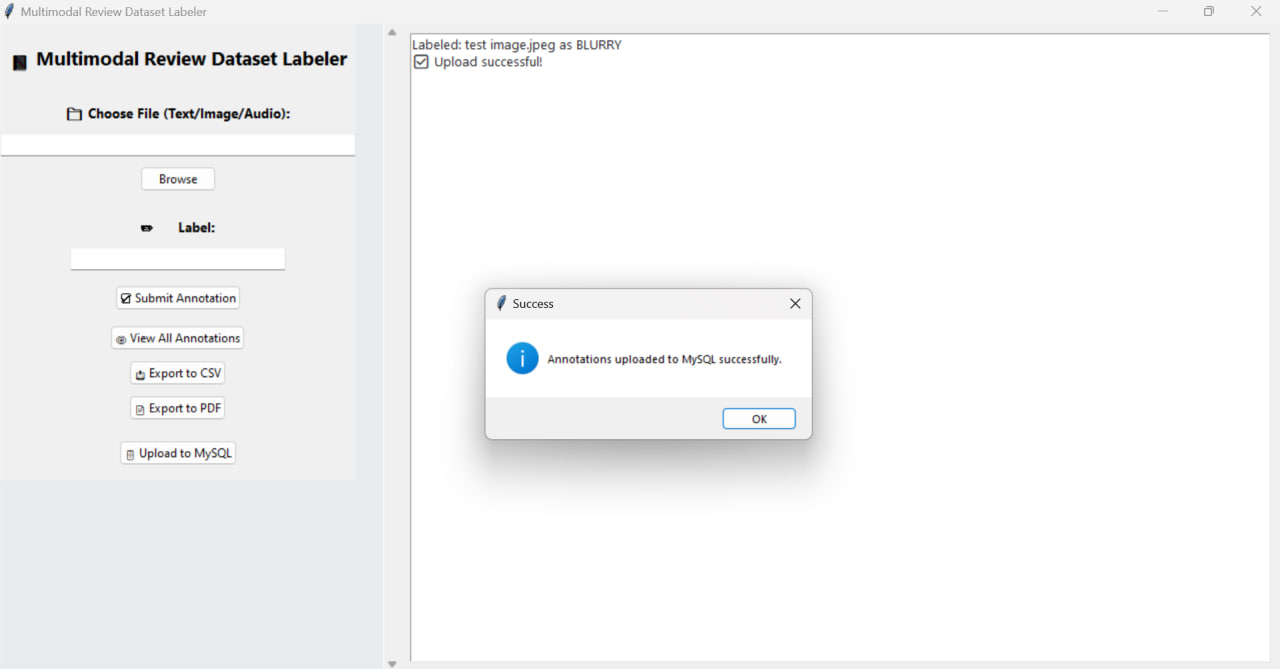 Multimodal Review Dataset Labeler
Multimodal Review Dataset Labeler
Choose File (Text/Image/Audio):
Browse
Label:
Submit Annotation
View All Annotations
Export to CSV
Export to PDF
Upload to MySQL
Labeled: test image.jpeg as BLURRY
Upload successful!
Success
Annotations uploaded to MySQL successfully.
OK